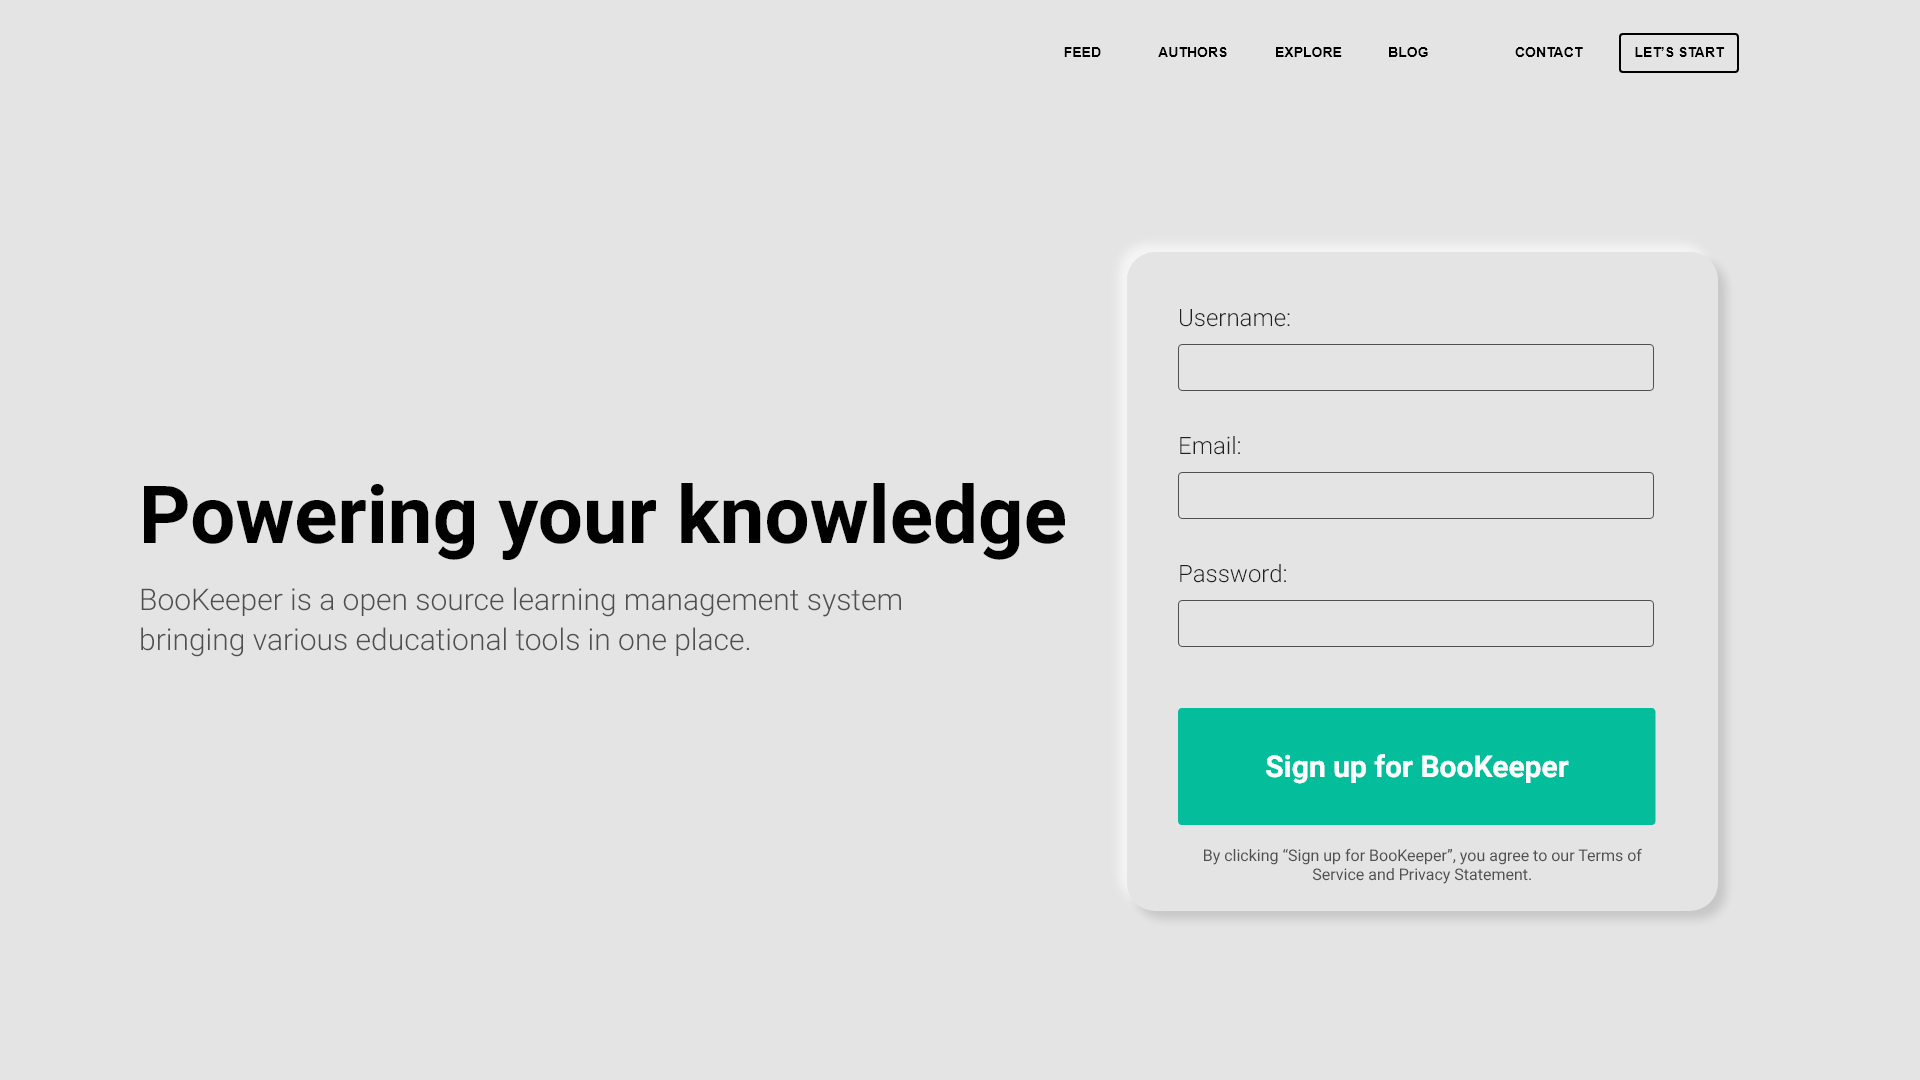 FEED AUTHORS EXPLORE BLOG CONTACT LET’S START
Powering your knowledge
BooKeeper is a open source learning management system
bringing various educational tools in one place.
Username:
Email:
Password:
Sign up for BooKeeper
By clicking “Sign up for BooKeeper”, you agree to our Terms of
Service and Privacy Statement.